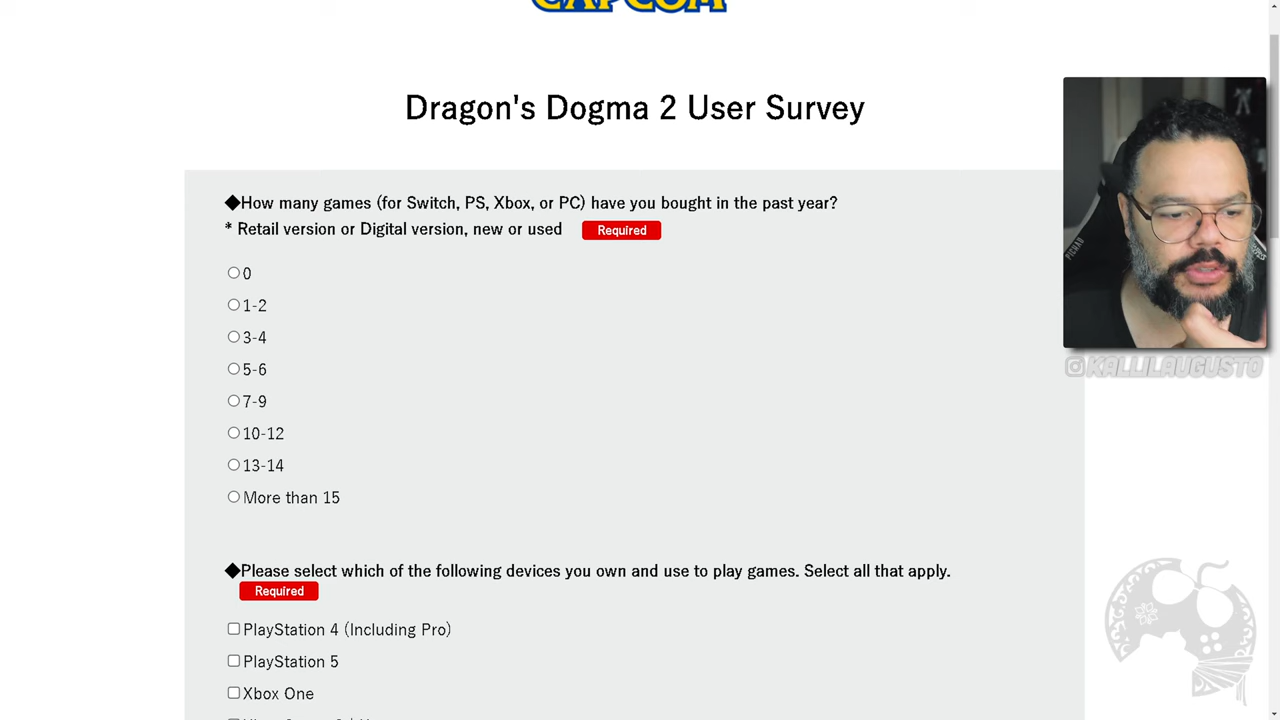 CAPCOM
Dragon's Dogma 2 User Survey
◆How many games (for Switch, PS, Xbox, or PC) have you bought in the past year?
* Retail version or Digital version, new or used Required
0
1-2
3-4
5-6
7-9
10-12
13-14
More than 15
◆Please select which of the following devices you own and use to play games. Select all that apply.
Required
PlayStation 4 (Including Pro)
PlayStation 5
Xbox One
PICHAU
KALLILAUGUSTO